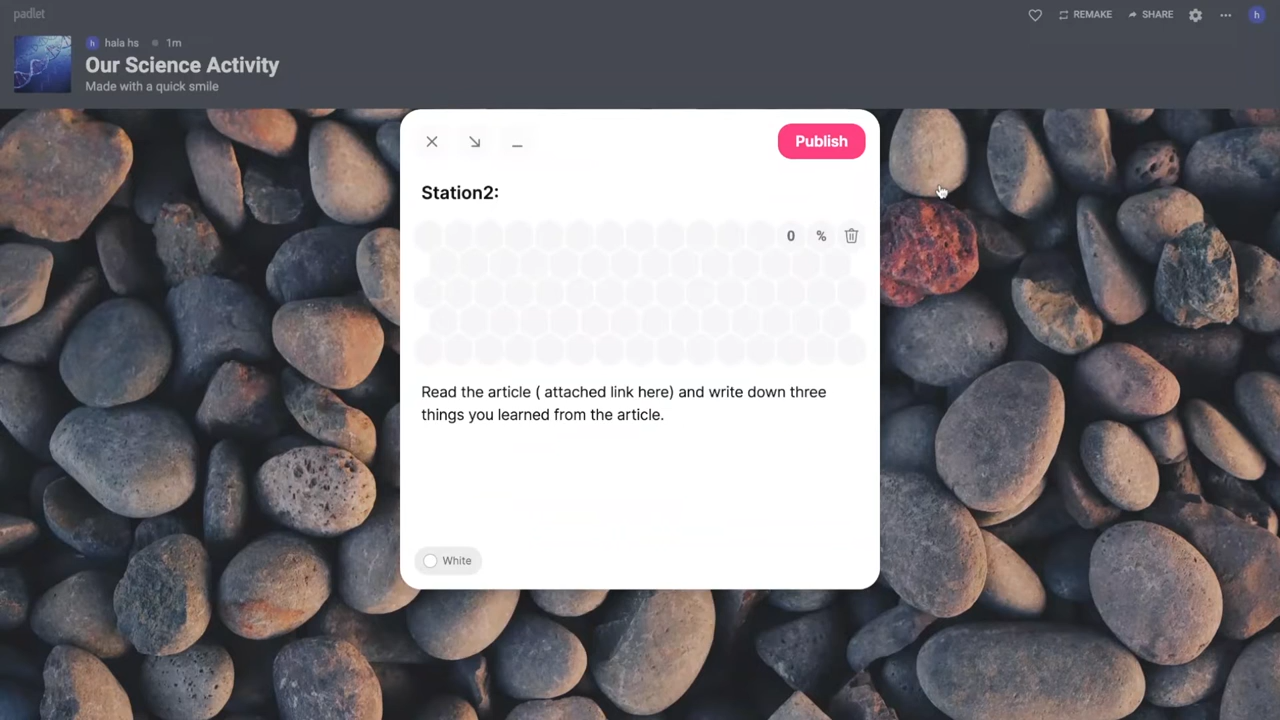 padlet
REMAKE
SHARE
h
h hala hs 1m
Our Science Activity
Made with a quick smile
Publish
Station2:
0 %
Read the article ( attached link here) and write down three
things you learned from the article.
White